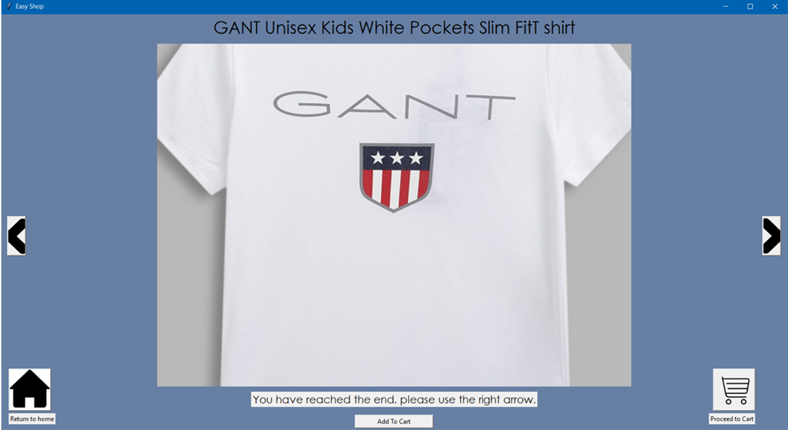 Easy Shop
GANT Unisex Kids White Pockets Slim FitT shirt
GANT
You have reached the end, please use the right arrow.
Return to home
Add To Cart
Proceed to Cart